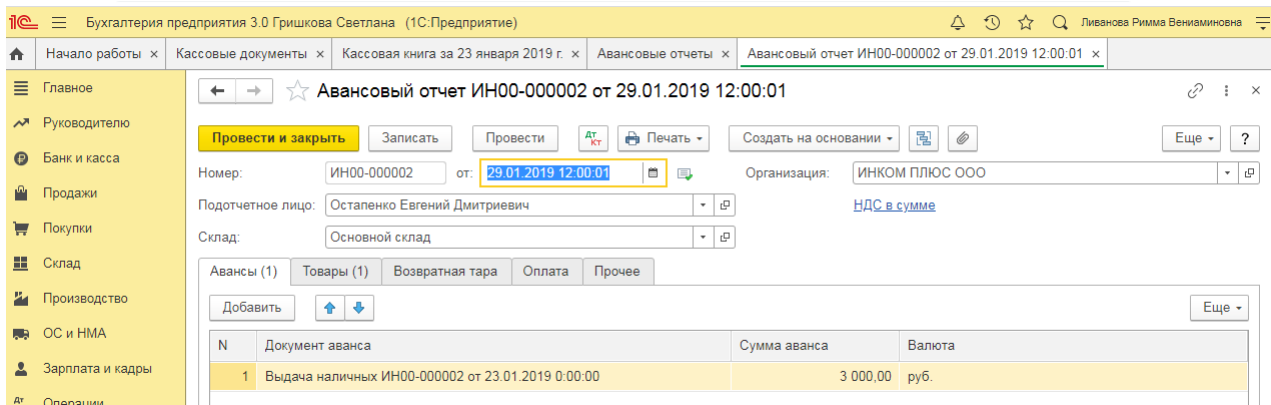 1С Бухгалтерия предприятия 3.0 Гришкова Светлана (1С:Предприятие) Ливанова Римма Вениаминовна
Начало работы × Кассовые документы × Кассовая книга за 23 января 2019 г. × Авансовые отчеты × Авансовый отчет ИН00-000002 от 29.01.2019 12:00:01 ×
Главное
Руководителю
Банк и касса
Продажи
Покупки
Склад
Производство
ОС и НМА
Зарплата и кадры
Операции
Авансовый отчет ИН00-000002 от 29.01.2019 12:00:01
Провести и закрыть Записать Провести Дт Кт Печать Создать на основании Еще ?
Номер: ИН00-000002 от: 29.01.2019 12:00:01 Организация: ИНКОМ ПЛЮС ООО
Подотчетное лицо: Остапенко Евгений Дмитриевич НДС в сумме
Склад: Основной склад
Авансы (1) Товары (1) Возвратная тара Оплата Прочее
Добавить Еще
N Документ аванса Сумма аванса Валюта
1 Выдача наличных ИН00-000002 от 23.01.2019 0:00:00 3 000,00 руб.